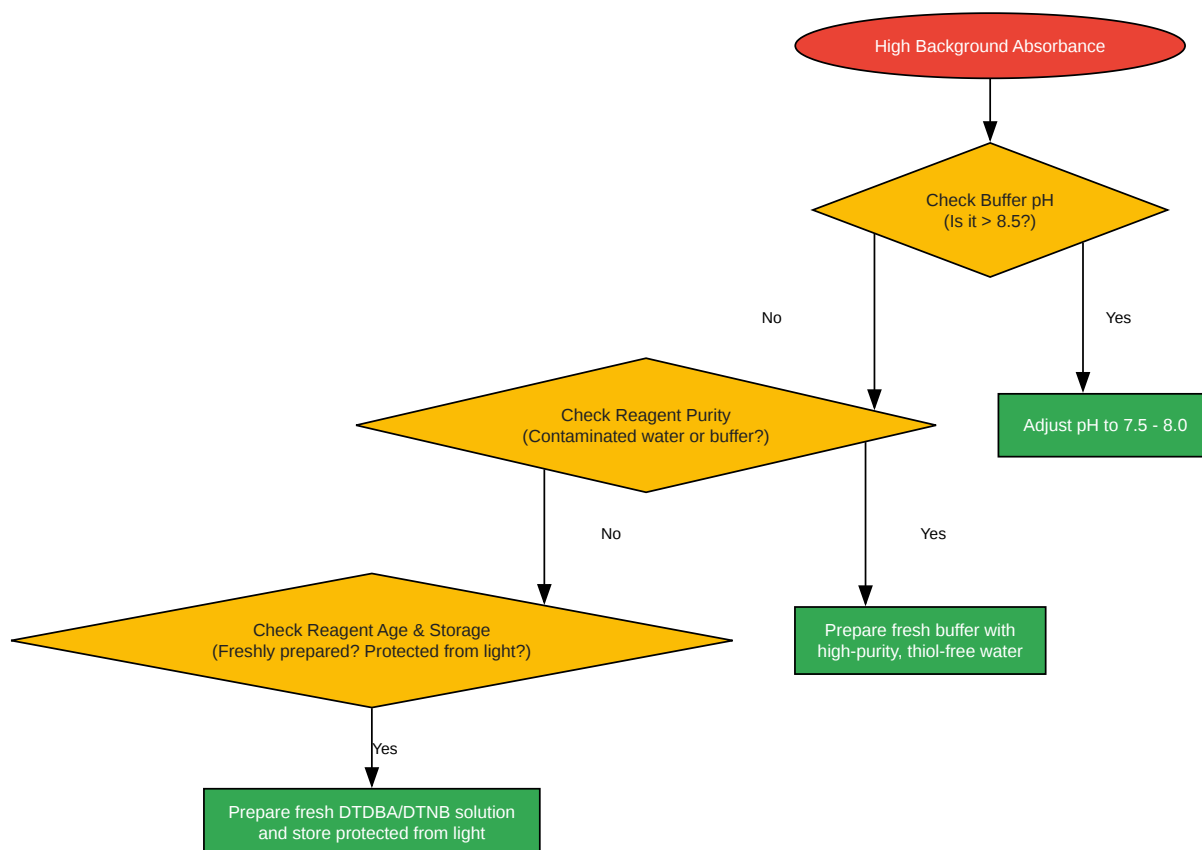 High Background Absorbance
Check Buffer pH
(Is it > 8.5?)
No
Yes
Check Reagent Purity
(Contaminated water or buffer?)
Adjust pH to 7.5 - 8.0
No
Yes
Check Reagent Age & Storage
(Freshly prepared? Protected from light?)
Prepare fresh buffer with
high-purity, thiol-free water
Yes
Prepare fresh DTDBA/DTNB solution
and store protected from light